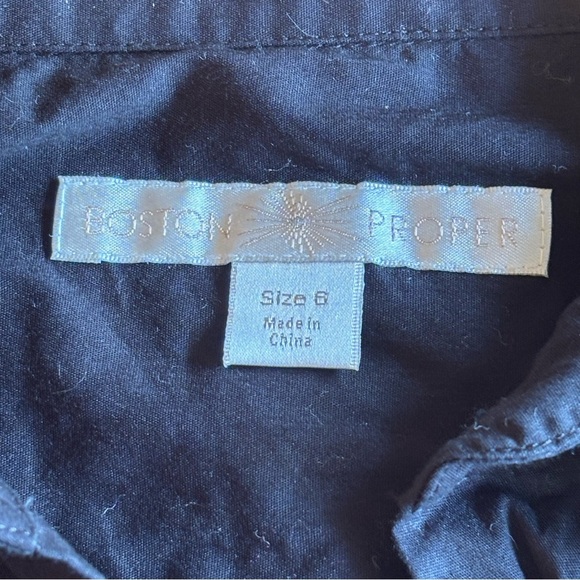 BOSTON PROPER
Size 6
Made in
China